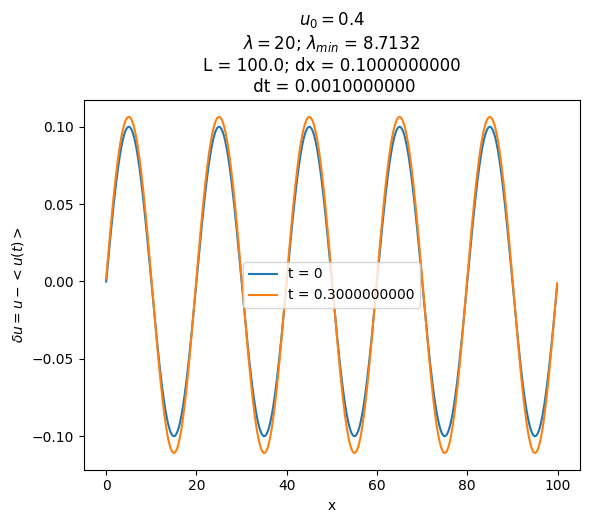 u₀ = 0.4
λ = 20; λₘᵢₙ = 8.7132
L = 100.0; dx = 0.1000000000
dt = 0.0010000000
0.10
0.05
0.00
−0.05
−0.10
δu = u − < u(t) >
t = 0
t = 0.3000000000
0 20 40 60 80 100
x